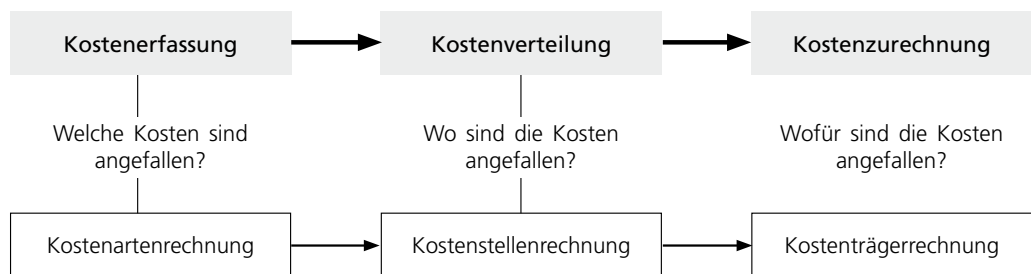 Kostenerfassung
Kostenverteilung
Kostenzurechnung
Welche Kosten sind
angefallen?
Wo sind die Kosten
angefallen?
Wofür sind die Kosten
angefallen?
Kostenartenrechnung
Kostenstellenrechnung
Kostenträgerrechnung